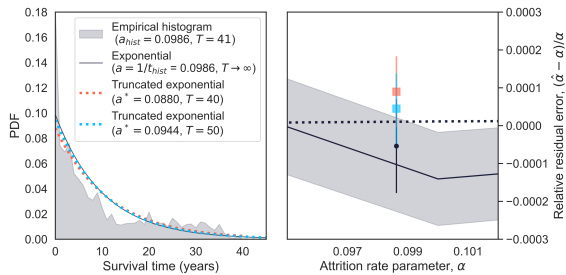 0.18
0.16
0.14
0.12
0.10
0.08
0.06
0.04
0.02
0.00
PDF
0
10
20
30
40
Survival time (years)
Empirical histogram
(a_hist = 0.0986, T = 41)
Exponential
(a = 1/t_hist = 0.0986, T → ∞)
Truncated exponential
(a* = 0.0880, T = 40)
Truncated exponential
(a* = 0.0944, T = 50)
0.0003
0.0002
0.0001
0.0000
−0.0001
−0.0002
−0.0003
Relative residual error, (α̂ − α)/α
0.097
0.099
0.101
Attrition rate parameter, α